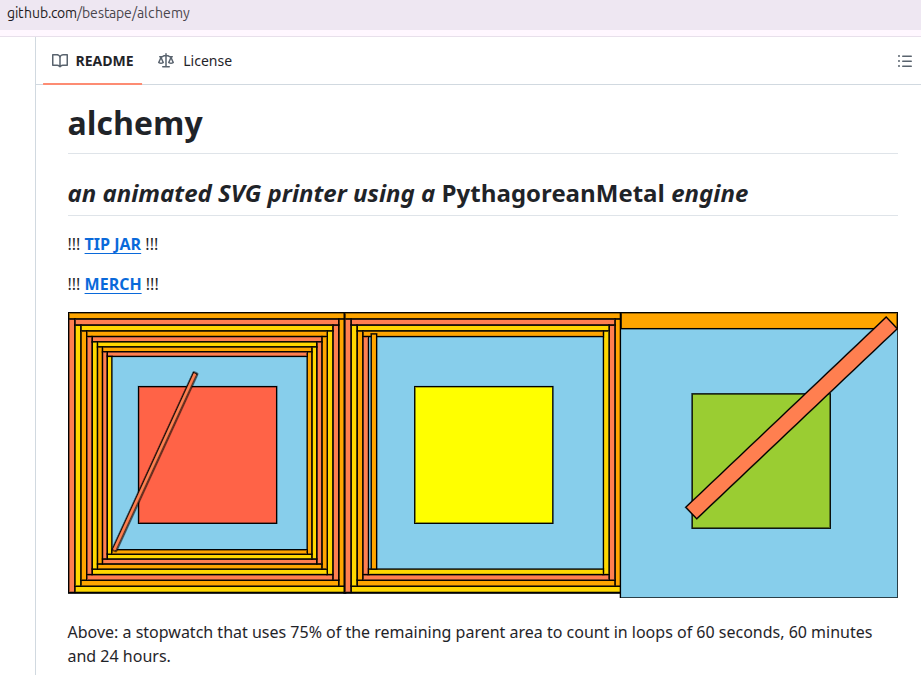 github.com/bestape/alchemy
README
License
alchemy
an animated SVG printer using a PythagoreanMetal engine
!!! TIP JAR !!!
!!! MERCH !!!
Above: a stopwatch that uses 75% of the remaining parent area to count in loops of 60 seconds, 60 minutes
and 24 hours.